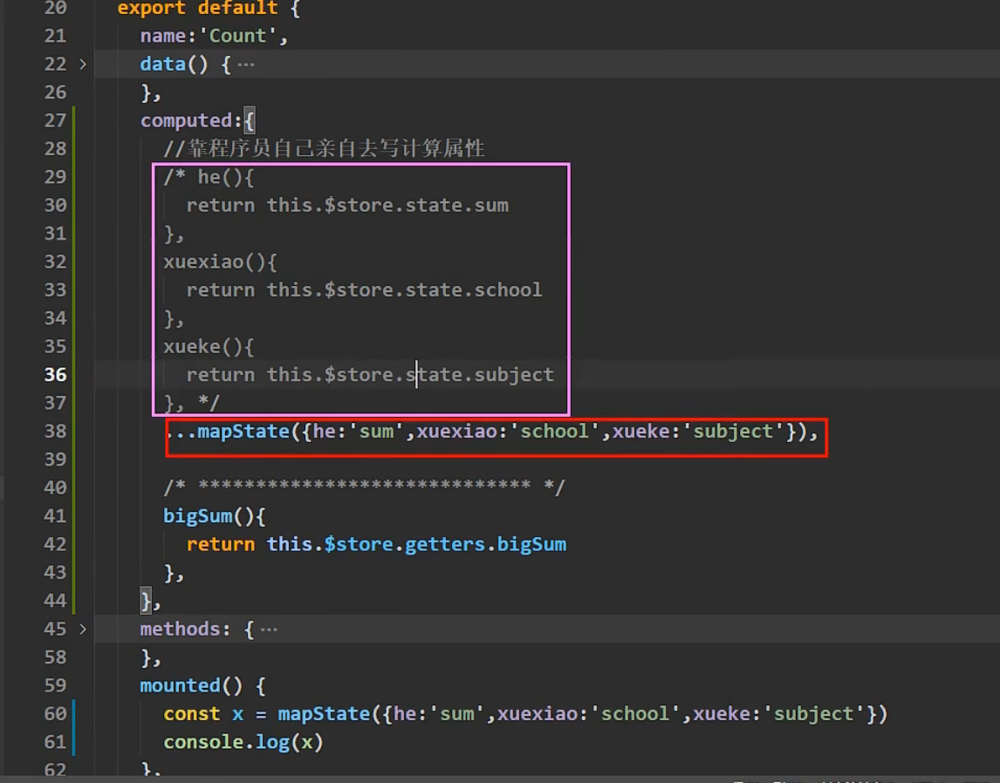 20 export default {
21 name:'Count',
22 > data() { ...
26 },
27 computed:{
28 //靠程序员自己亲自去写计算属性
29 /* he(){
30 return this.$store.state.sum
31 },
32 xuexiao(){
33 return this.$store.state.school
34 },
35 xueke(){
36 return this.$store.state.subject
37 }, */
38 ...mapState({he:'sum',xuexiao:'school',xueke:'subject'}),
39
40 /* ***************************** */
41 bigSum(){
42 return this.$store.getters.bigSum
43 },
44 },
45 > methods: { ...
58 },
59 mounted() {
60 const x = mapState({he:'sum',xuexiao:'school',xueke:'subject'})
61 console.log(x)
62 },